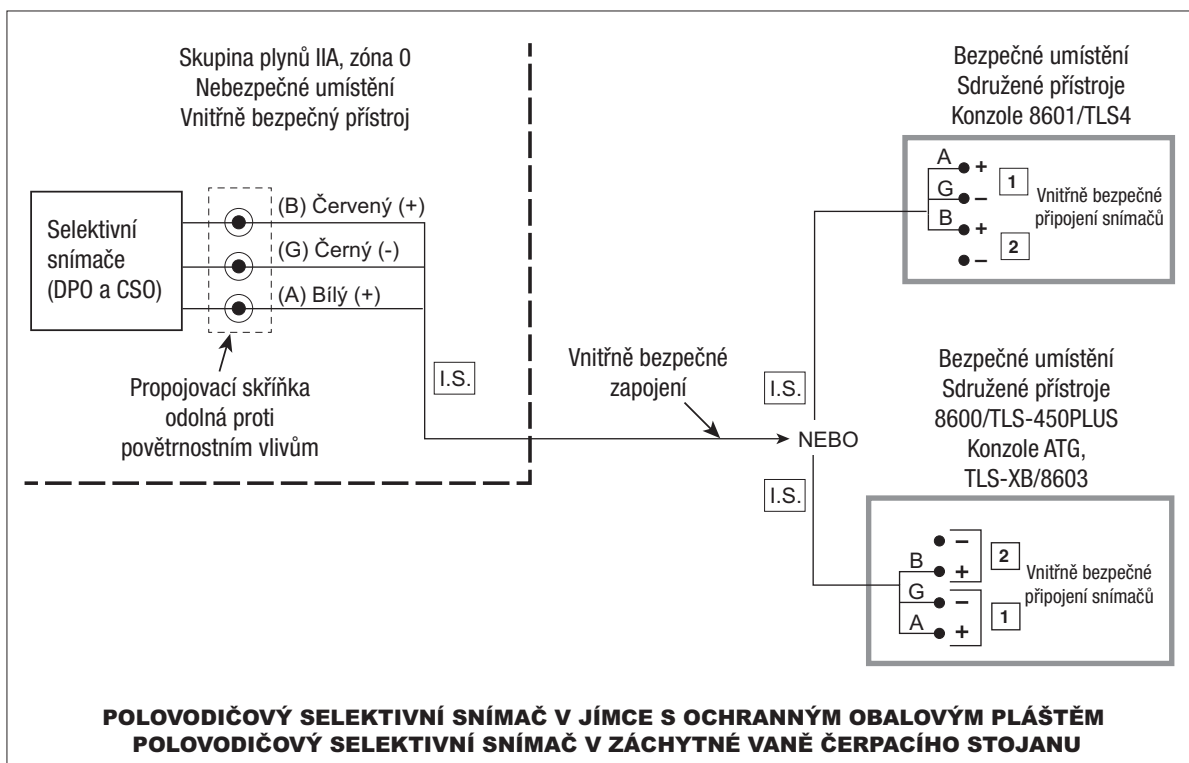 Skupina plynů IIA, zóna 0
Nebezpečné umístění
Vnitřně bezpečný přístroj
Selektivní
snímače
(DPO a CSO)
(B) Červený (+)
(G) Černý (-)
(A) Bílý (+)
Propojovací skříňka
odolná proti
povětrnostním vlivům
I.S.
Vnitřně bezpečné
zapojení
I.S.
NEBO
I.S.
Bezpečné umístění
Sdružené přístroje
Konzole 8601/TLS4
A +
G –
B +
–
1
2
Vnitřně bezpečné
připojení snímačů
Bezpečné umístění
Sdružené přístroje
8600/TLS-450PLUS
Konzole ATG,
TLS-XB/8603
–
B +
G –
A +
2
1
Vnitřně bezpečné
připojení snímačů
POLOVODIČOVÝ SELEKTIVNÍ SNÍMAČ V JÍMCE S OCHRANNÝM OBALOVÝM PLÁŠTĚM
POLOVODIČOVÝ SELEKTIVNÍ SNÍMAČ V ZÁCHYTNÉ VANĚ ČERPACÍHO STOJANU